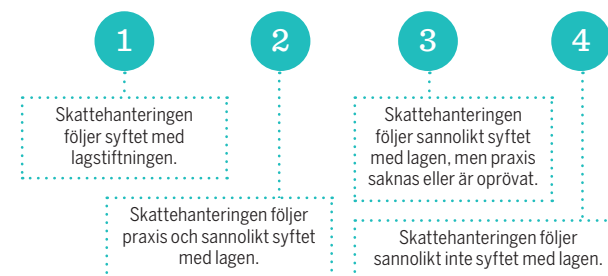 1
Skattehanteringen
följer syftet med
lagstiftningen.
2
Skattehanteringen följer
praxis och sannolikt syftet
med lagen.
3
Skattehanteringen
följer sannolikt syftet
med lagen, men praxis
saknas eller är oprövat.
4
Skattehanteringen följer
sannolikt inte syftet med lagen.